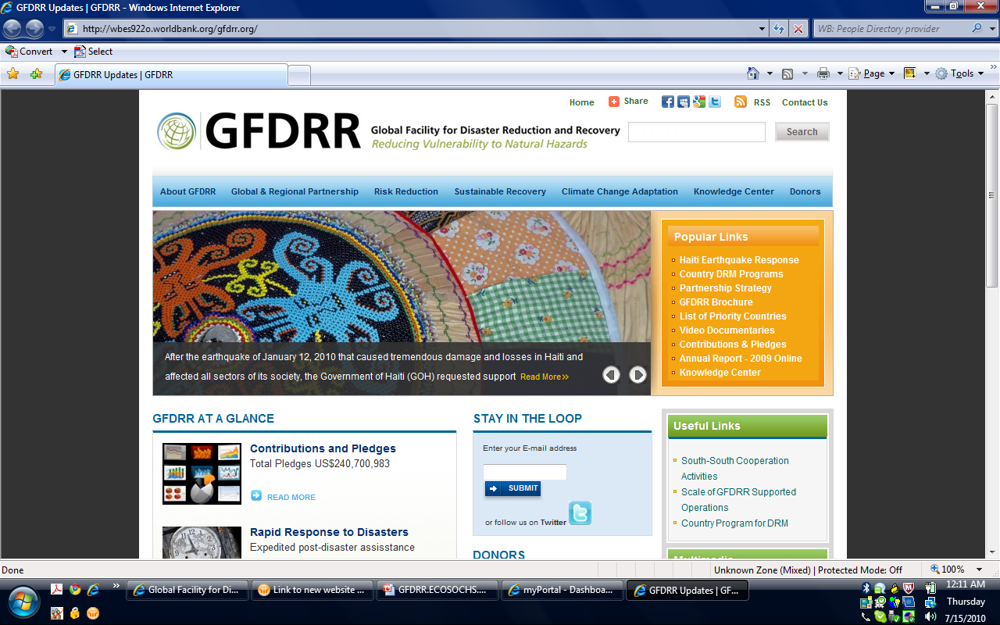 GFDRR Updates | GFDRR - Windows Internet Explorer
http://wbes922o.worldbank.org/gfdrr.org/
WB: People Directory provider
Convert
Select
GFDRR Updates | GFDRR
Page
Tools
Home
Share
RSS
Contact Us
GFDRR
Global Facility for Disaster Reduction and Recovery
Reducing Vulnerability to Natural Hazards
Search
About GFDRR
Global & Regional Partnership
Risk Reduction
Sustainable Recovery
Climate Change Adaptation
Knowledge Center
Donors
After the earthquake of January 12, 2010 that caused tremendous damage and losses in Haiti and
affected all sectors of its society, the Government of Haiti (GOH) requested support Read More>>
Popular Links
Haiti Earthquake Response
Country DRM Programs
Partnership Strategy
GFDRR Brochure
List of Priority Countries
Video Documentaries
Contributions & Pledges
Annual Report - 2009 Online
Knowledge Center
GFDRR AT A GLANCE
Contributions and Pledges
Total Pledges US$240,700,983
READ MORE
Rapid Response to Disasters
Expedited post-disaster assisstance
STAY IN THE LOOP
Enter your E-mail address
SUBMIT
or follow us on Twitter
DONORS
Useful Links
South-South Cooperation
Activities
Scale of GFDRR Supported
Operations
Country Program for DRM
Multimedia
Done
Unknown Zone (Mixed) | Protected Mode: Off
100%
Global Facility for Di...
Link to new website ...
GFDRR.ECOSOCHS....
myPortal - Dashboa...
GFDRR Updates | GF...
12:11 AM
Thursday
7/15/2010